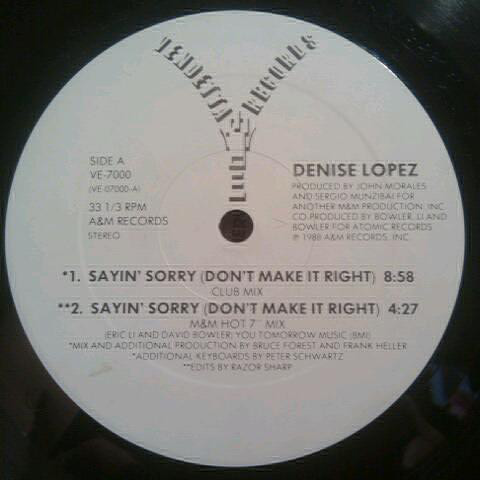 VENDETTA RECORDS
SIDE A
VE-7000
(VE-07000-A)
33 1/3 RPM
A&M RECORDS
STEREO
DENISE LOPEZ
PRODUCED BY JOHN MORALES
AND SERGIO MUNZIBAI FOR
ANOTHER M&M PRODUCTION, INC.
CO-PRODUCED BY BOWLER, LI AND
BOWLER FOR ATOMIC RECORDS
℗ 1988 A&M RECORDS, INC.
*1. SAYIN' SORRY (DON'T MAKE IT RIGHT) 8:58
CLUB MIX
**2. SAYIN' SORRY (DON'T MAKE IT RIGHT) 4:27
M&M HOT 7" MIX
(ERIC LI AND DAVID BOWLER) YOU TOMORROW MUSIC (BMI)
*MIX AND ADDITIONAL PRODUCTION BY BRUCE FOREST AND FRANK HELLER
*ADDITIONAL KEYBOARDS BY PETER SCHWARTZ
**EDITS BY RAZOR SHARP